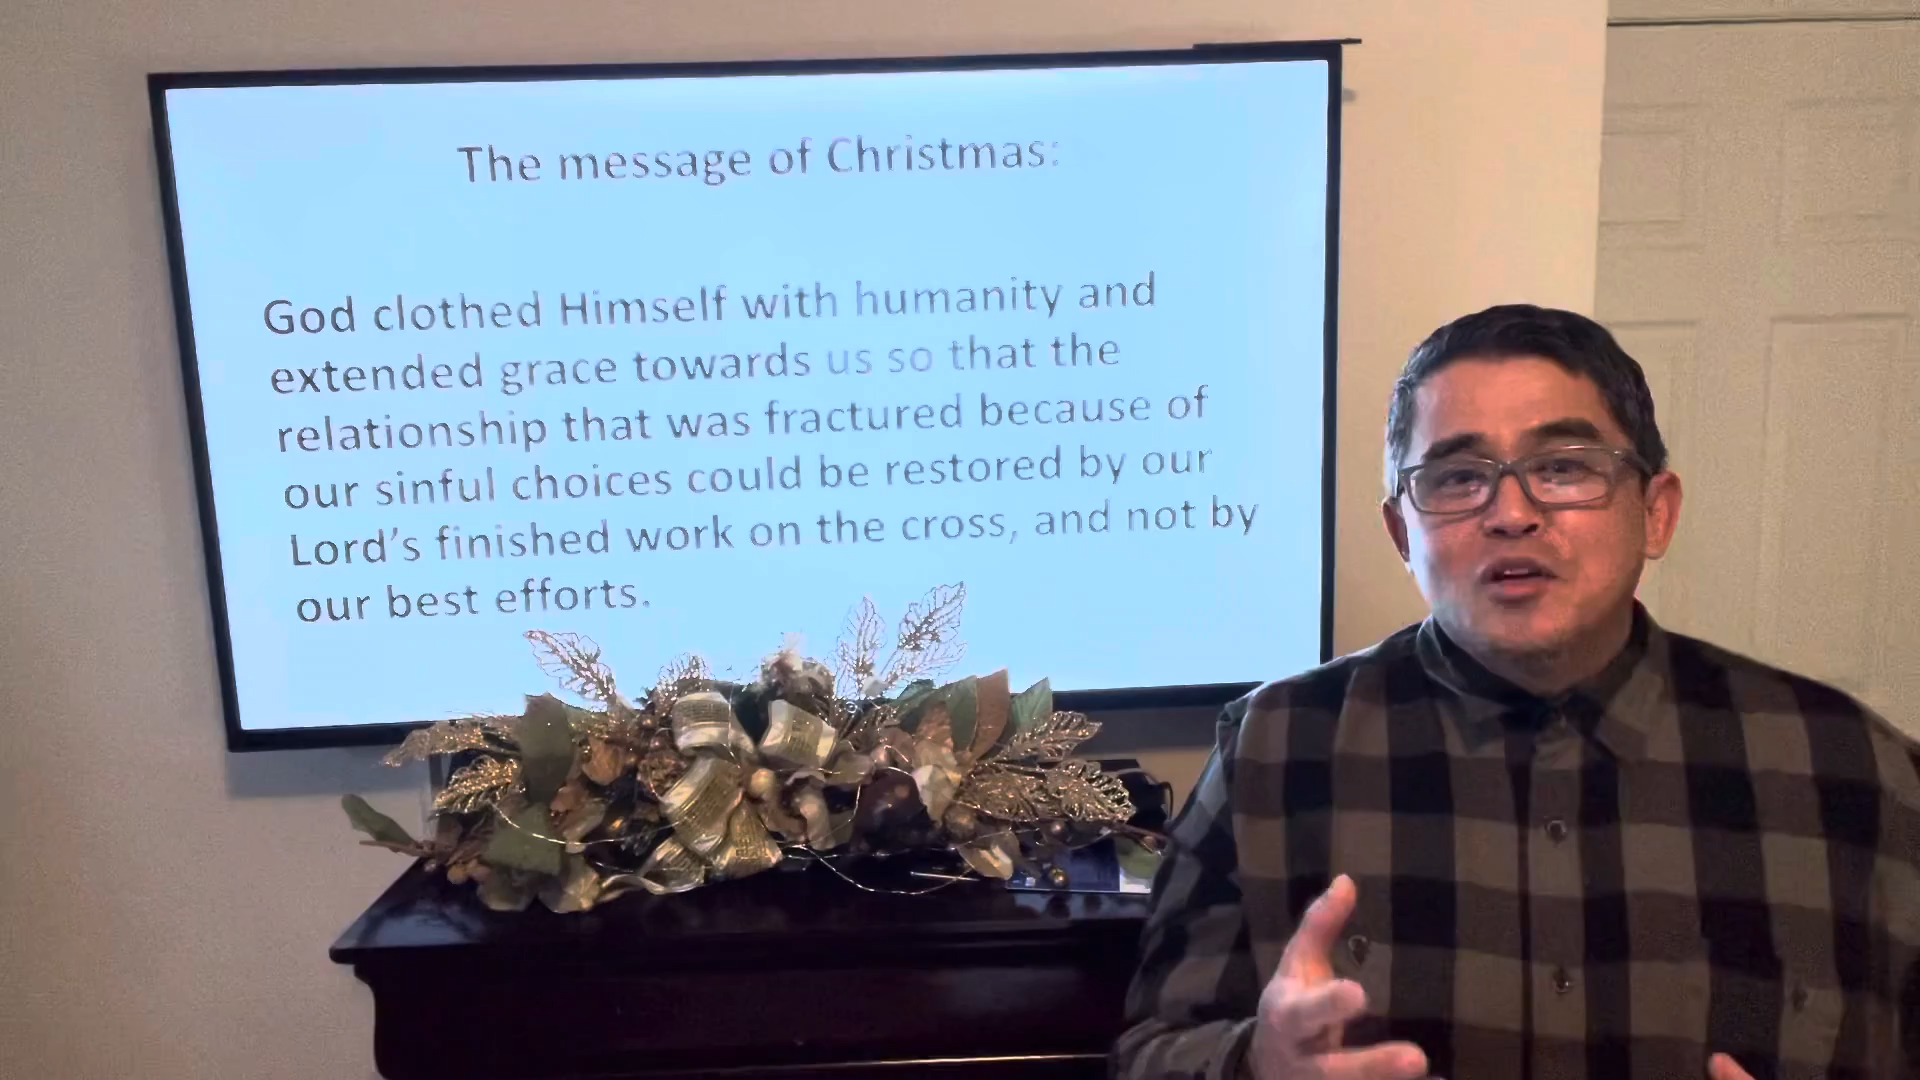 The message of Christmas:
God clothed Himself with humanity and
extended grace towards us so that the
relationship that was fractured because of
our sinful choices could be restored by our
Lord's finished work on the cross, and not by
our best efforts.